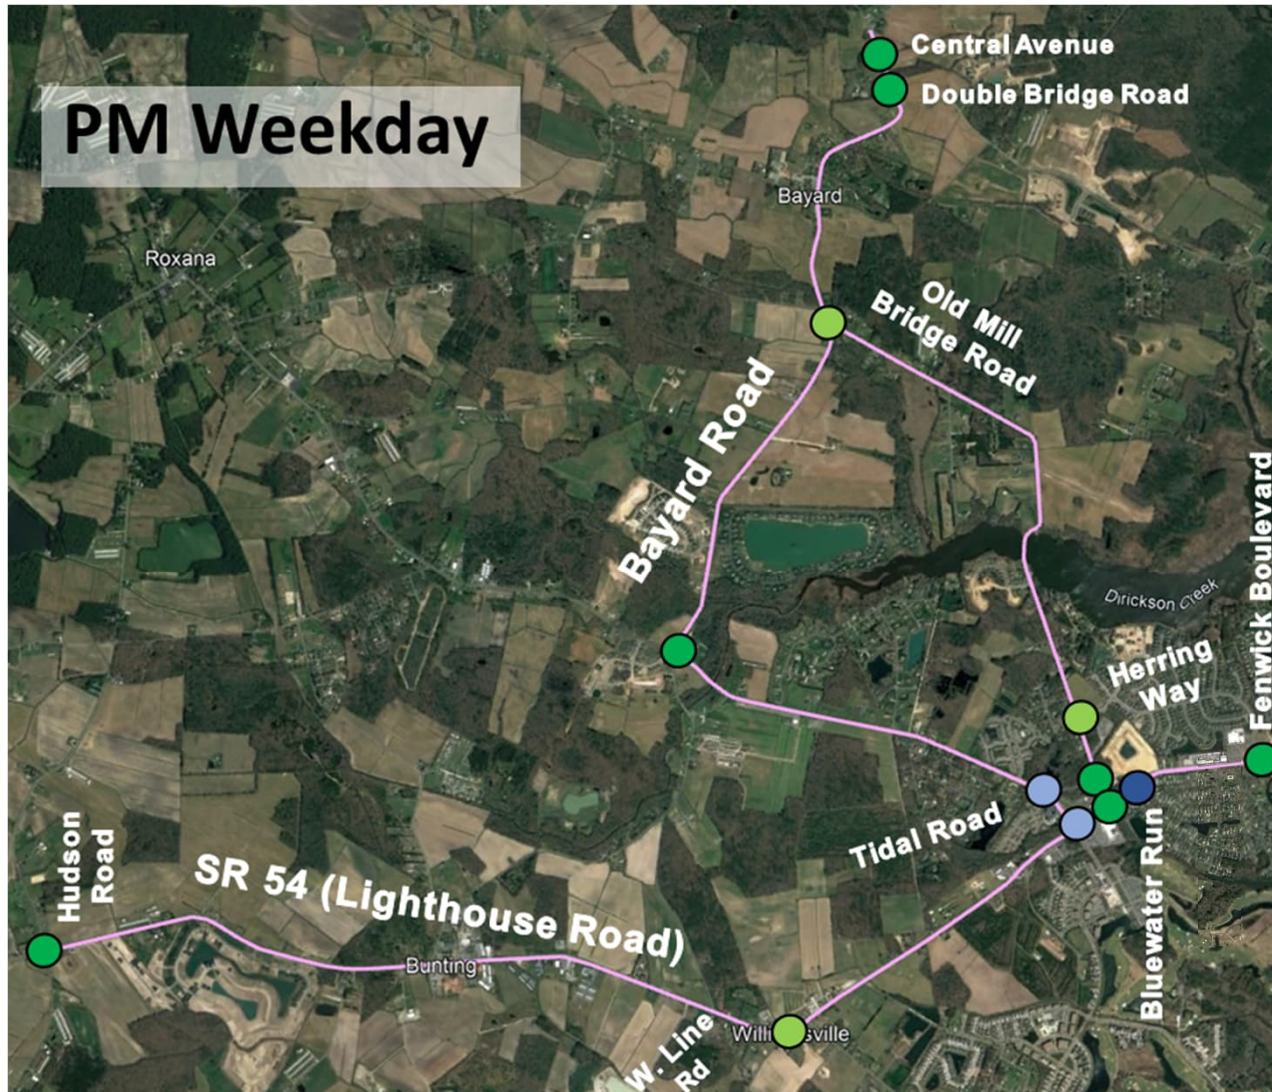 Central Avenue
Double Bridge Road
PM Weekday
Bayard
Roxana
Old Mill
Bridge Road
Bayard Road
Fenwick Boulevard
Dirickson Creek
Herring
Way
Tidal Road
Bluewater Run
Hudson
Road
SR 54 (Lighthouse Road)
Bunting
W. Line
Rd